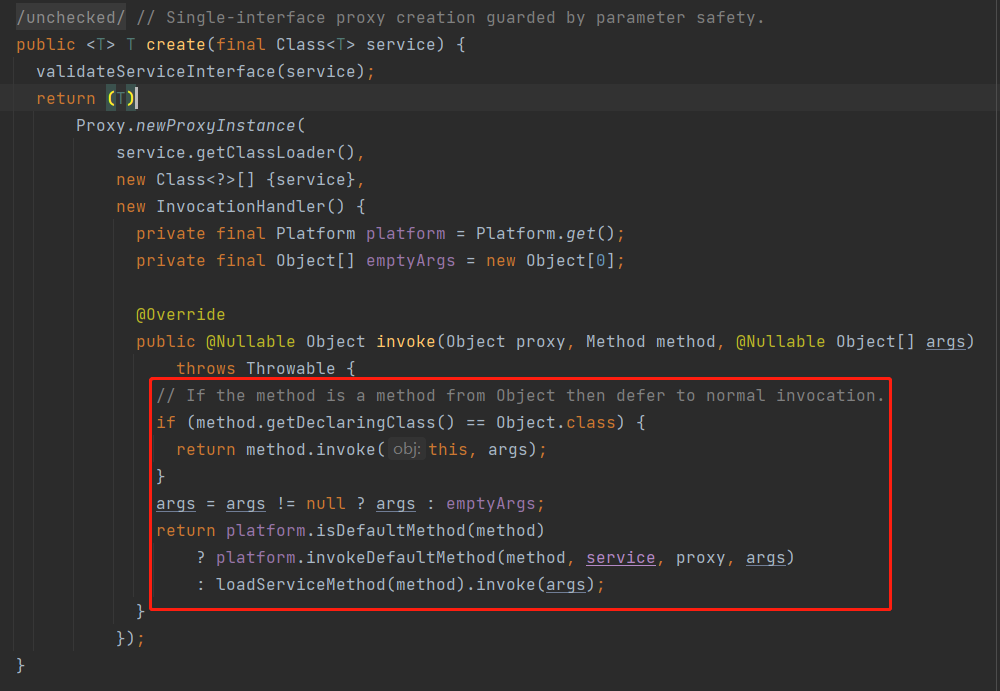 /unchecked/ // Single-interface proxy creation guarded by parameter safety.
public <T> T create(final Class<T> service) {
  validateServiceInterface(service);
  return (T)
      Proxy.newProxyInstance(
          service.getClassLoader(),
          new Class<?>[] {service},
          new InvocationHandler() {
            private final Platform platform = Platform.get();
            private final Object[] emptyArgs = new Object[0];

            @Override
            public @Nullable Object invoke(Object proxy, Method method, @Nullable Object[] args)
                throws Throwable {
              // If the method is a method from Object then defer to normal invocation.
              if (method.getDeclaringClass() == Object.class) {
                return method.invoke( obj: this, args);
              }
              args = args != null ? args : emptyArgs;
              return platform.isDefaultMethod(method)
                  ? platform.invokeDefaultMethod(method, service, proxy, args)
                  : loadServiceMethod(method).invoke(args);
            }
          });
}